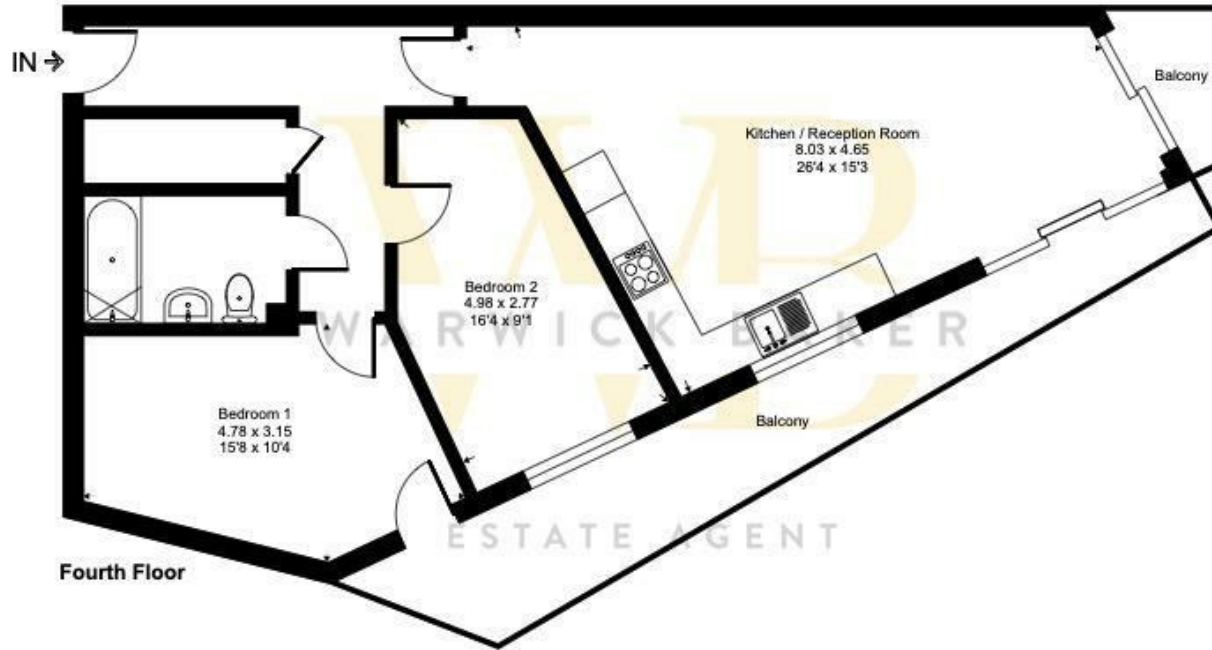 IN →
Balcony
Kitchen / Reception Room
8.03 x 4.65
26'4 x 15'3
Bedroom 2
4.98 x 2.77
16'4 x 9'1
WARWICK BAKER
Bedroom 1
4.78 x 3.15
15'8 x 10'4
Balcony
ESTATE AGENT
Fourth Floor